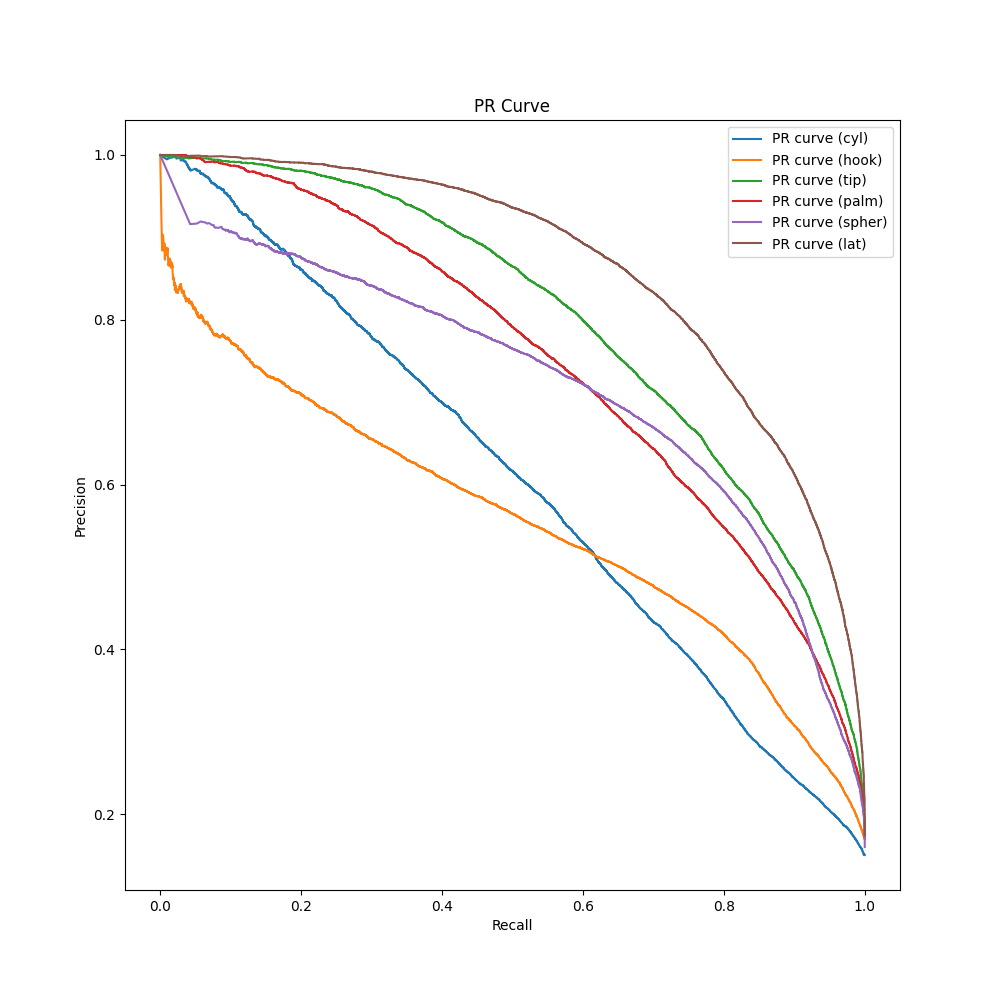 PR Curve
PR curve (cyl)
PR curve (hook)
PR curve (tip)
PR curve (palm)
PR curve (spher)
PR curve (lat)
Precision
1.0
0.8
0.6
0.4
0.2
0.0 0.2 0.4 0.6 0.8 1.0
Recall